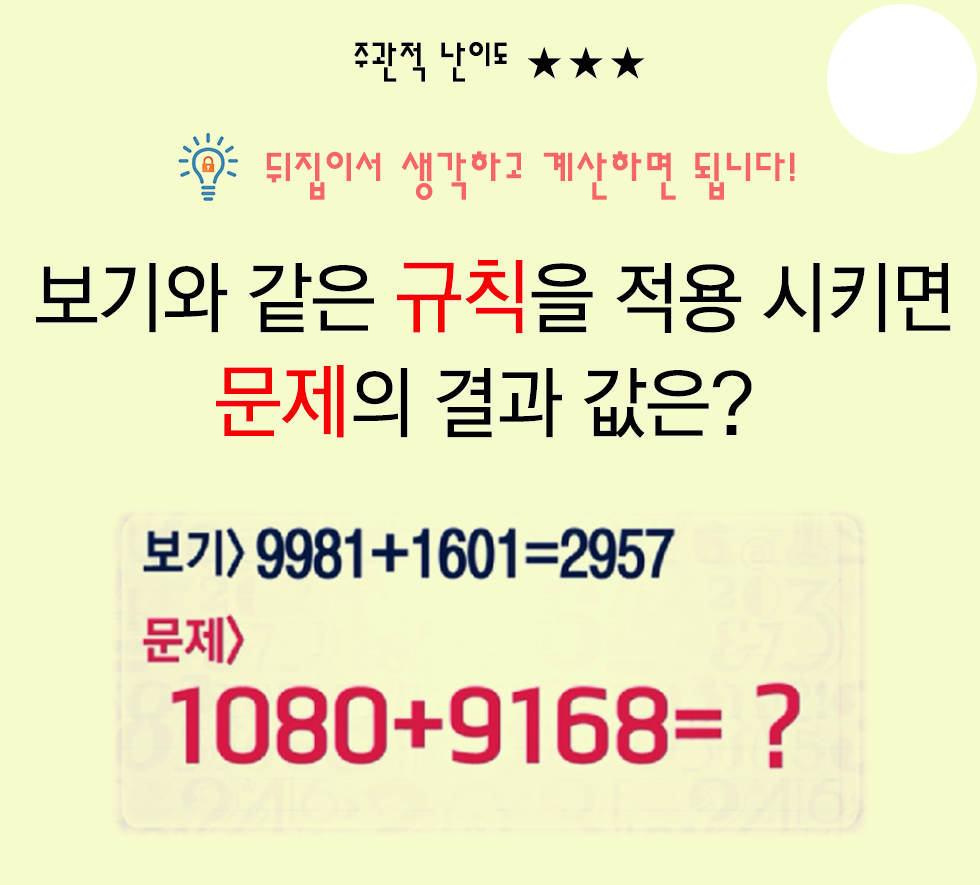 주관적 난이도 ★★★
뒤집어서 생각하고 계산하면 됩니다!
보기와 같은 규칙을 적용 시키면
문제의 결과 값은?
보기> 9981+1601=2957
문제>
1080+9168= ?